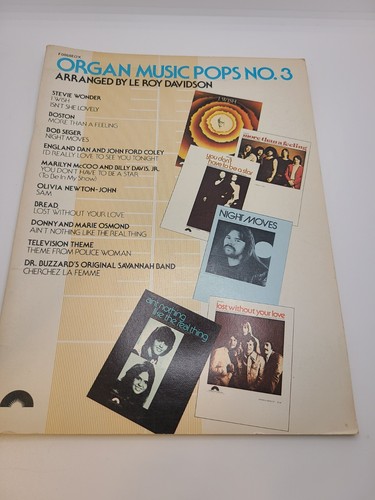 ORGAN MUSIC POPS NO. 3
ARRANGED BY LE ROY DAVIDSON
STEVIE WONDER
I WISH
ISN'T SHE LOVELY
BOSTON
MORE THAN A FEELING
BOB SEGER
NIGHT MOVES
ENGLAND DAN AND JOHN FORD COLEY
I'D REALLY LOVE TO SEE YOU TONIGHT
MARILYN McCOO AND BILLY DAVIS, JR.
YOU DON'T HAVE TO BE A STAR
(To Be In My Show)
OLIVIA NEWTON-JOHN
SAM
BREAD
LOST WITHOUT YOUR LOVE
DONNY AND MARIE OSMOND
AIN'T NOTHING LIKE THE REAL THING
TELEVISION THEME
THEME FROM POLICE WOMAN
DR. BUZZARD'S ORIGINAL SAVANNAH BAND
CHERCHEZ LA FEMME
I WISH
more than a feeling
you don't
have to be a star
NIGHT MOVES
ain't nothing
like the real thing
lost without your love